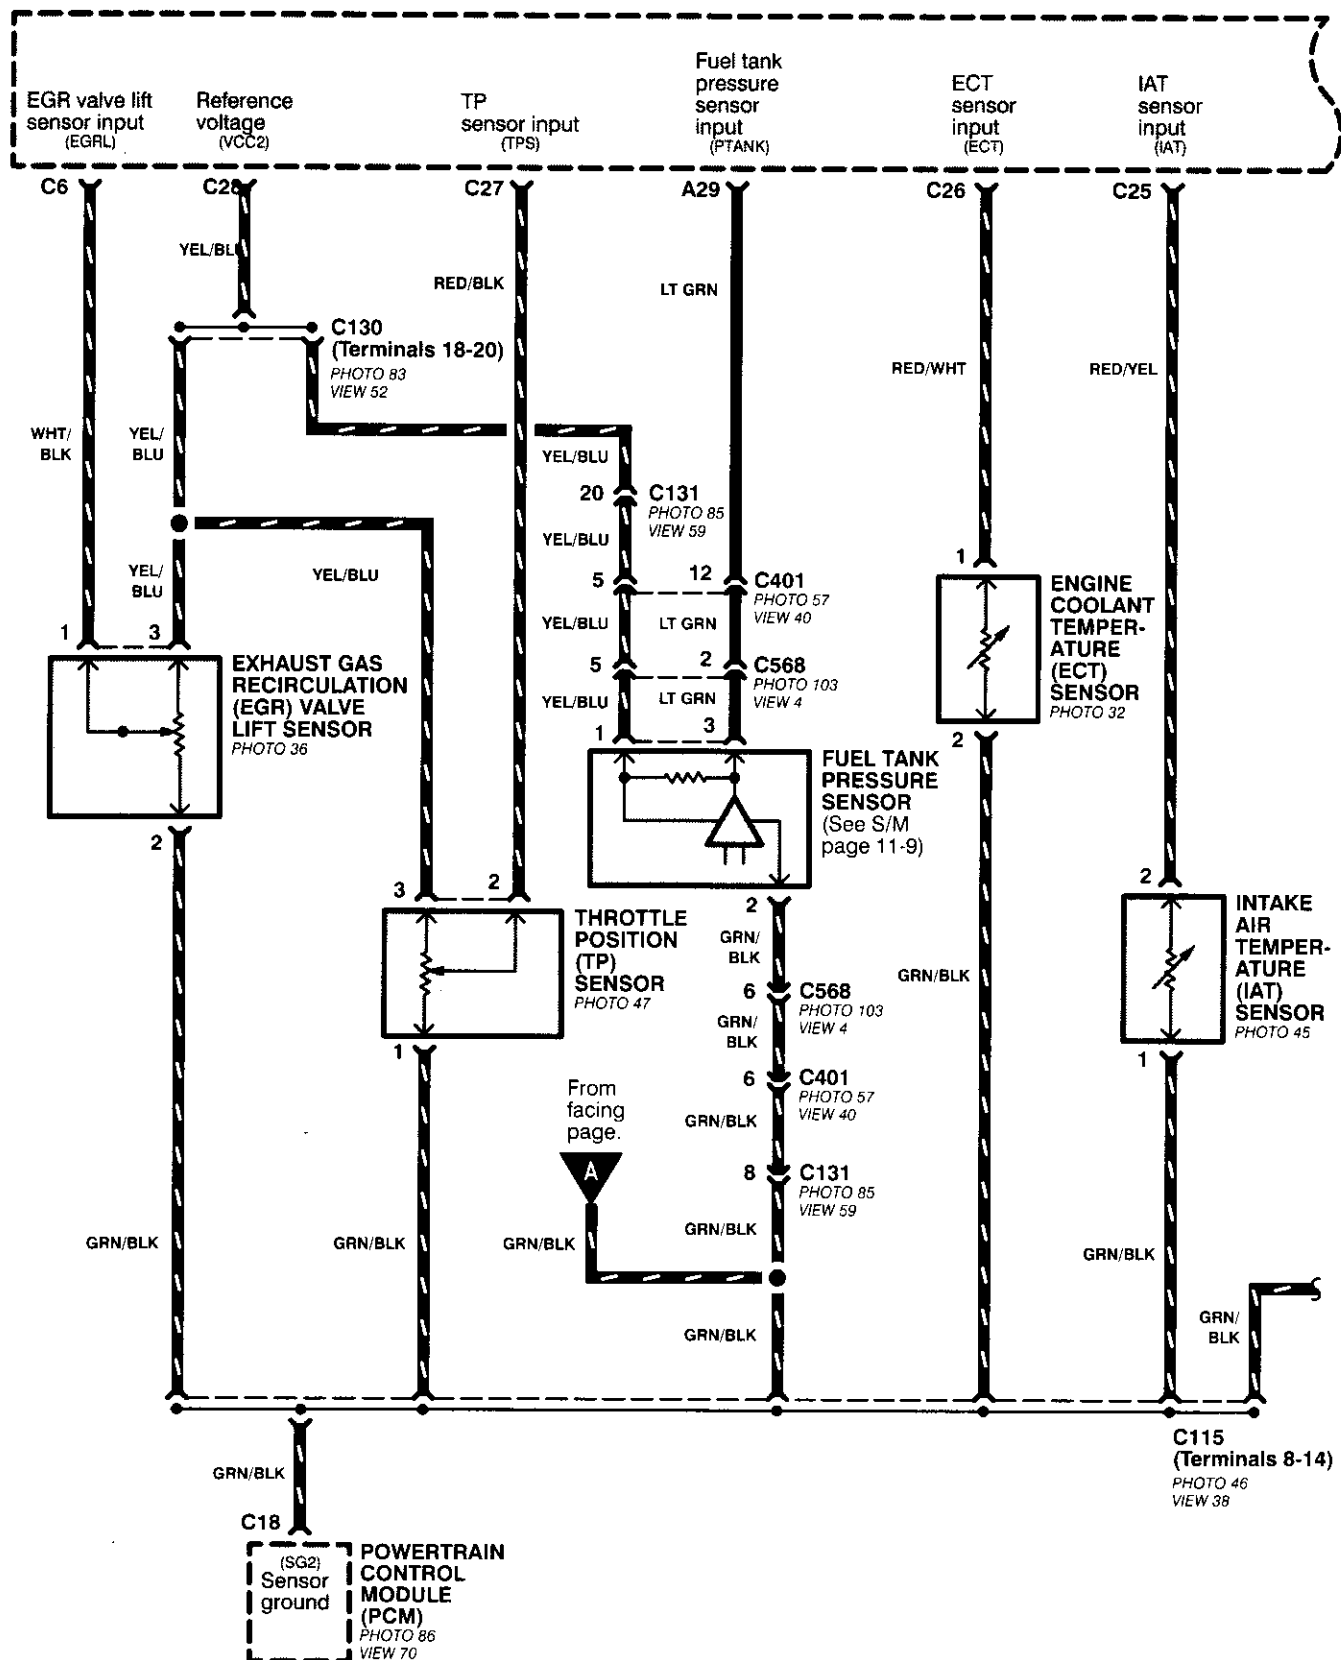 EGR valve lift
sensor input
(EGRL)
Reference
voltage
(VCC2)
TP
sensor input
(TPS)
Fuel tank
pressure
sensor
input
(PTANK)
ECT
sensor
input
(ECT)
IAT
sensor
input
(IAT)
C6
C28
C27
A29
C26
C25
YEL/BLU
RED/BLK
LT GRN
C130
(Terminals 18-20)
PHOTO 83
VIEW 52
RED/WHT
RED/YEL
WHT/
BLK
YEL/
BLU
YEL/BLU
20
C131
PHOTO 85
VIEW 59
YEL/BLU
YEL/
BLU
YEL/BLU
5
12
C401
PHOTO 57
VIEW 40
YEL/BLU
LT GRN
5
2
C568
PHOTO 103
VIEW 4
YEL/BLU
LT GRN
1
3
1
3
EXHAUST GAS
RECIRCULATION
(EGR) VALVE
LIFT SENSOR
PHOTO 36
2
1
ENGINE
COOLANT
TEMPER-
ATURE
(ECT)
SENSOR
PHOTO 32
2
FUEL TANK
PRESSURE
SENSOR
(See S/M
page 11-9)
2
3
2
THROTTLE
POSITION
(TP)
SENSOR
PHOTO 47
1
GRN/
BLK
6
C568
PHOTO 103
VIEW 4
GRN/
BLK
6
C401
PHOTO 57
VIEW 40
GRN/BLK
8
C131
PHOTO 85
VIEW 59
GRN/BLK
2
INTAKE
AIR
TEMPER-
ATURE
(IAT)
SENSOR
PHOTO 45
1
From
facing
page.
A
GRN/BLK
GRN/BLK
GRN/BLK
GRN/BLK
GRN/BLK
GRN/BLK
GRN/
BLK
C115
(Terminals 8-14)
PHOTO 46
VIEW 38
GRN/BLK
C18
(SG2)
Sensor
ground
POWERTRAIN
CONTROL
MODULE
(PCM)
PHOTO 86
VIEW 70